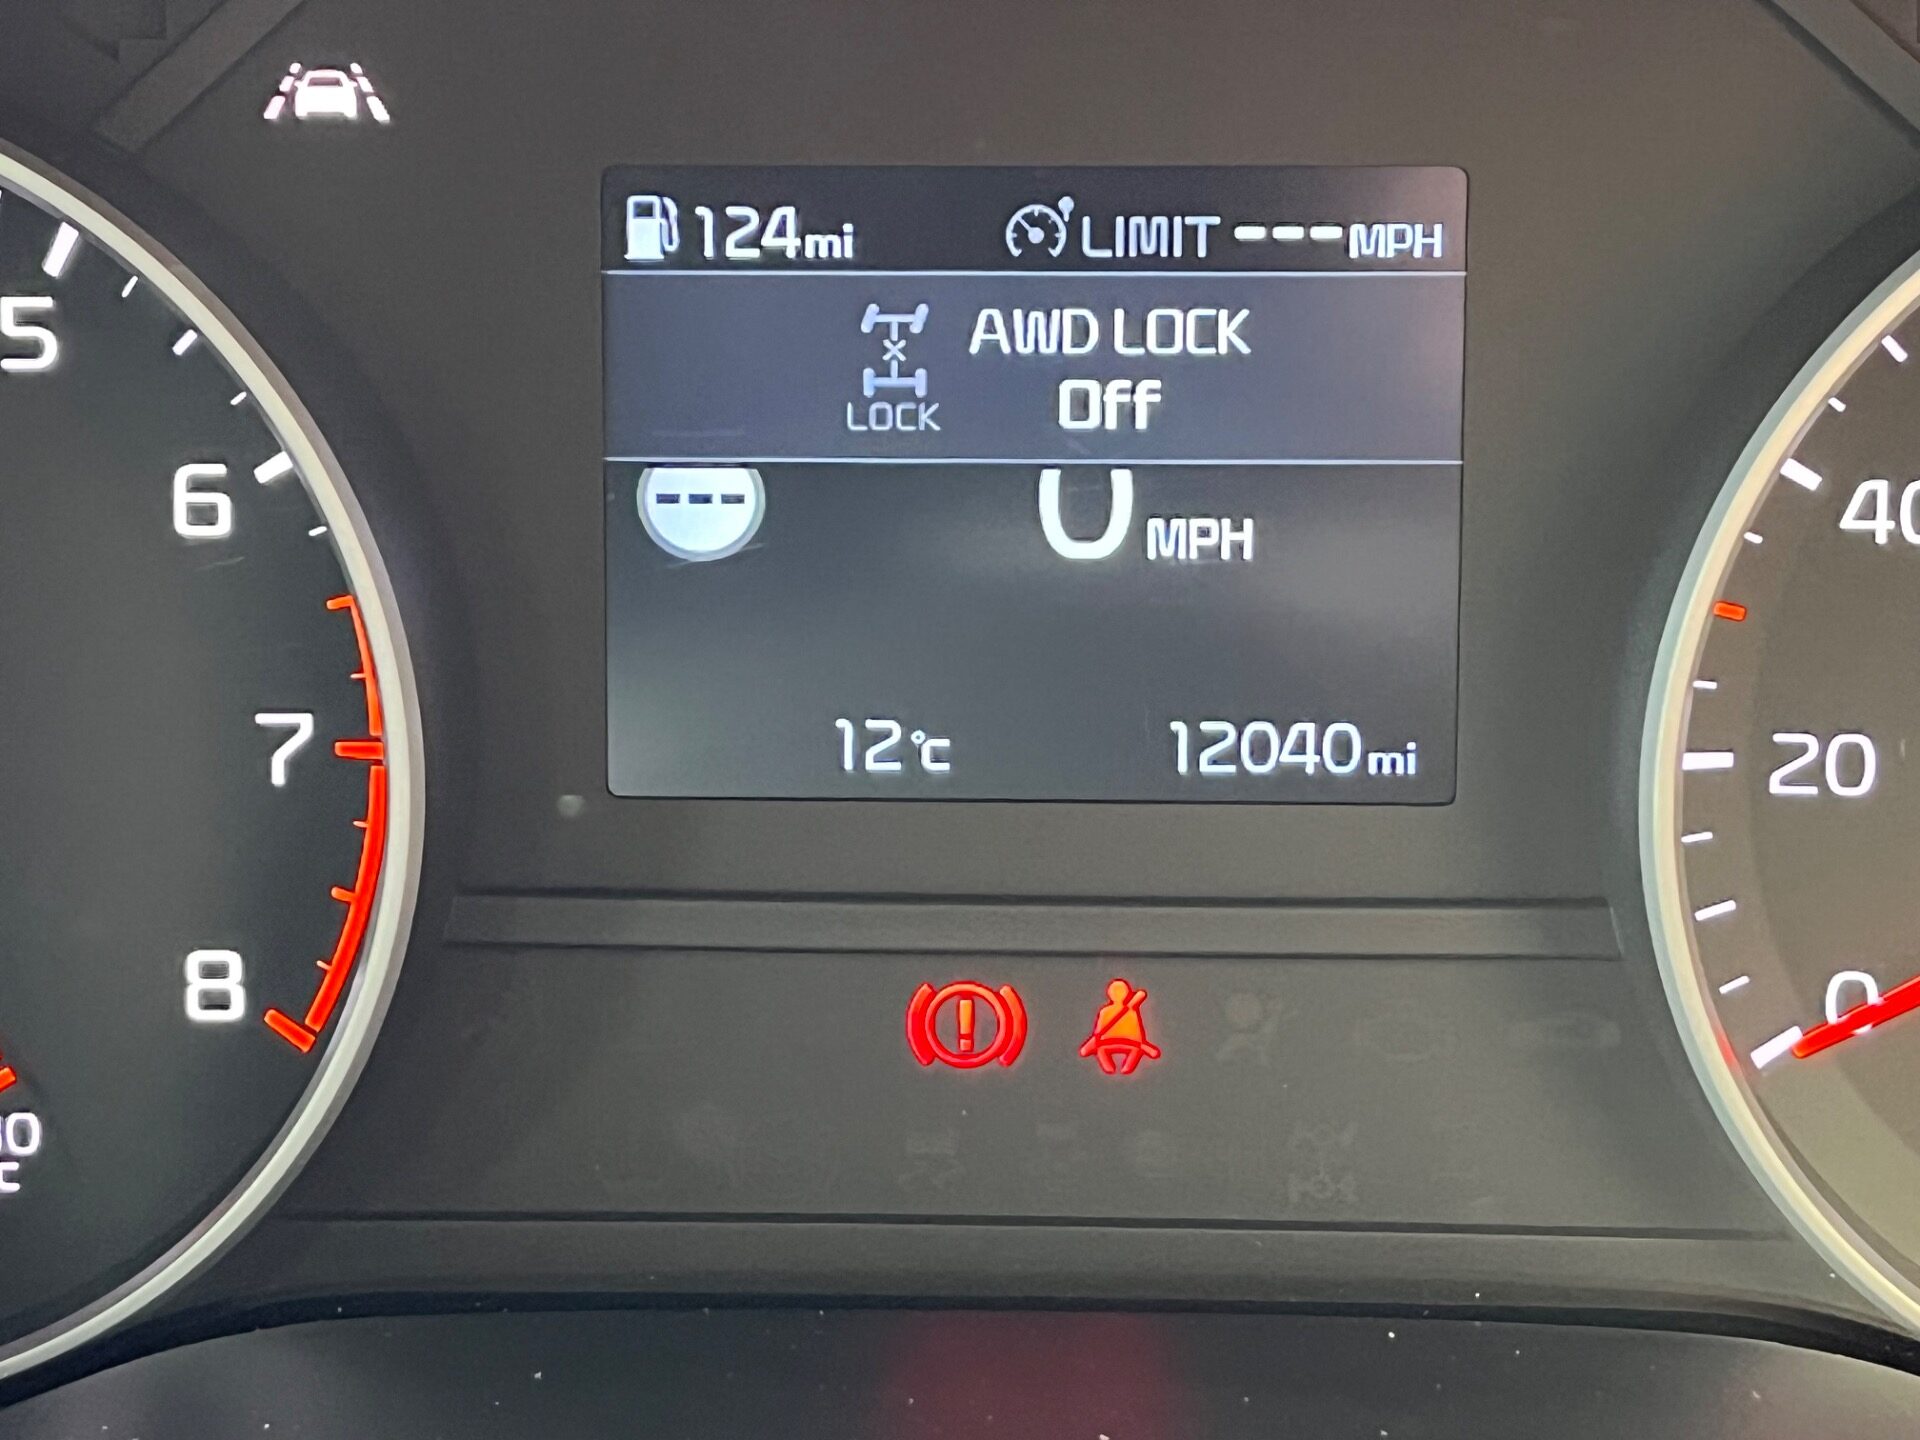 124mi
LIMIT ---MPH
AWD LOCK
Off
LOCK
---
0 MPH
12°C
12040mi
5
6
7
8
40
20
0